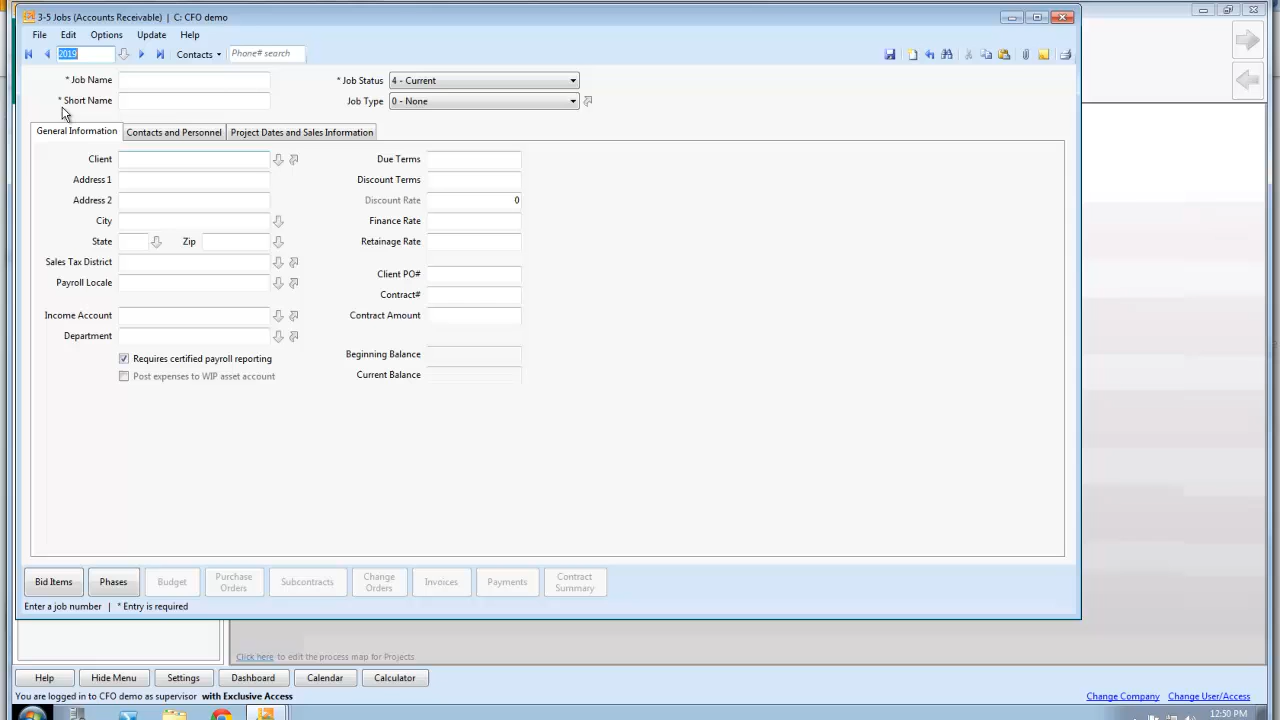 3-5 Jobs (Accounts Receivable) | C: CFO demo
File Edit Options Update Help
2019 Contacts Phone# search
* Job Name * Job Status 4 - Current
* Short Name Job Type 0 - None
General Information Contacts and Personnel Project Dates and Sales Information
Client Due Terms
Address 1 Discount Terms
Address 2 Discount Rate 0
City Finance Rate
State Zip Retainage Rate
Sales Tax District
Client PO#
Payroll Locale
Contract#
Income Account Contract Amount
Department
Requires certified payroll reporting Beginning Balance
Post expenses to WIP asset account Current Balance
Bid Items Phases Budget Purchase Orders Subcontracts Change Orders Invoices Payments Contract Summary
Enter a job number | * Entry is required
Click here to edit the process map for Projects
Help Hide Menu Settings Dashboard Calendar Calculator
You are logged in to CFO demo as supervisor with Exclusive Access Change Company Change User/Access
12:50 PM